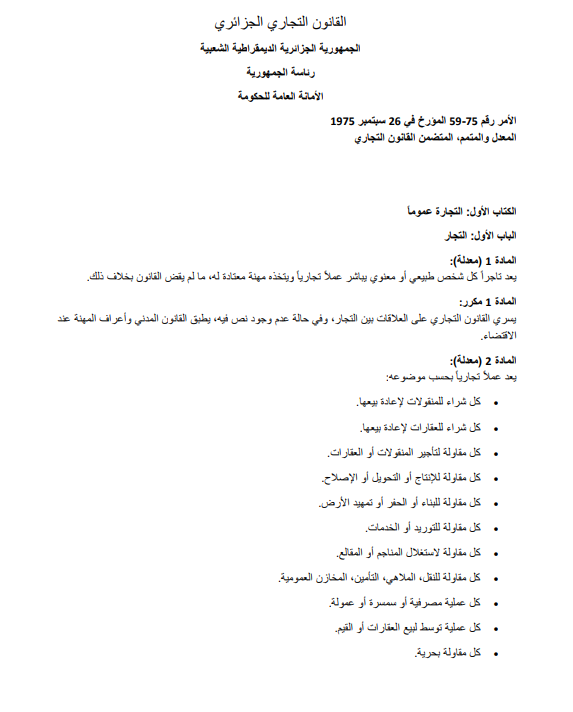 القانون التجاري الجزائري
الجمهورية الجزائرية الديمقراطية الشعبية
رئاسة الجمهورية
الأمانة العامة للحكومة
الأمر رقم 75-59 المؤرخ في 26 سبتمبر 1975
المعدل والمتمم، المتضمن القانون التجاري
الكتاب الأول: التجارة عموماً
الباب الأول: التجار
المادة 1 (معدلة):
يعد تاجراً كل شخص طبيعي أو معنوي يباشر عملاً تجارياً ويتخذه مهنة معتادة له، ما لم يقض القانون بخلاف ذلك.
المادة 1 مكرر:
يسري القانون التجاري على العلاقات بين التجار، وفي حالة عدم وجود نص فيه، يطبق القانون المدني وأعراف المهنة عند
الاقتضاء.
المادة 2 (معدلة):
يعد عملاً تجارياً بحسب موضوعه:
• كل شراء للمنقولات لإعادة بيعها.
• كل شراء للعقارات لإعادة بيعها.
• كل مقاولة لتأجير المنقولات أو العقارات.
• كل مقاولة للإنتاج أو التحويل أو الإصلاح.
• كل مقاولة للبناء أو الحفر أو تمهيد الأرض.
• كل مقاولة للتوريد أو الخدمات.
• كل مقاولة لاستغلال المناجم أو المقالع.
• كل مقاولة للنقل، الملاهي، التأمين، المخازن العمومية.
• كل عملية مصرفية أو سمسرة أو عمولة.
• كل عملية توسط لبيع العقارات أو القيم.
• كل مقاولة بحرية.